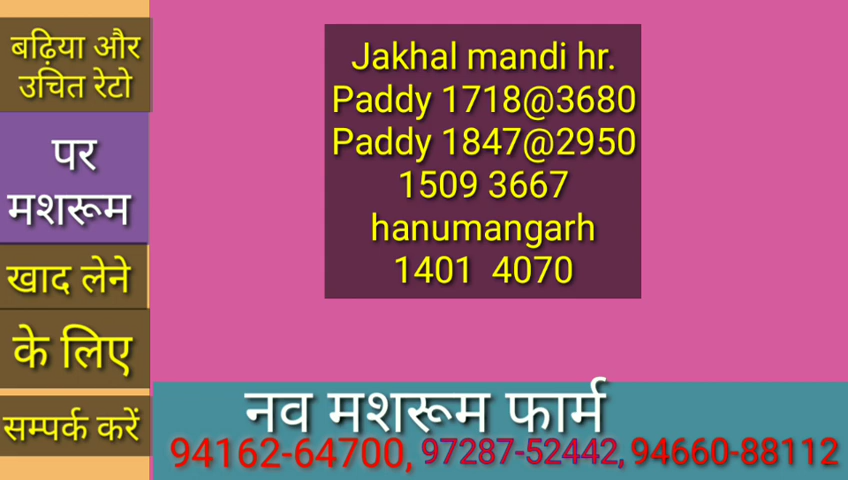 बढ़िया और
उचित रेटो
पर
मशरूम
खाद लेने
के लिए
सम्पर्क करें
Jakhal mandi hr.
Paddy 1718@3680
Paddy 1847@2950
1509 3667
hanumangarh
1401 4070
नव मशरूम फार्म
94162-64700, 97287-52442, 94660-88112